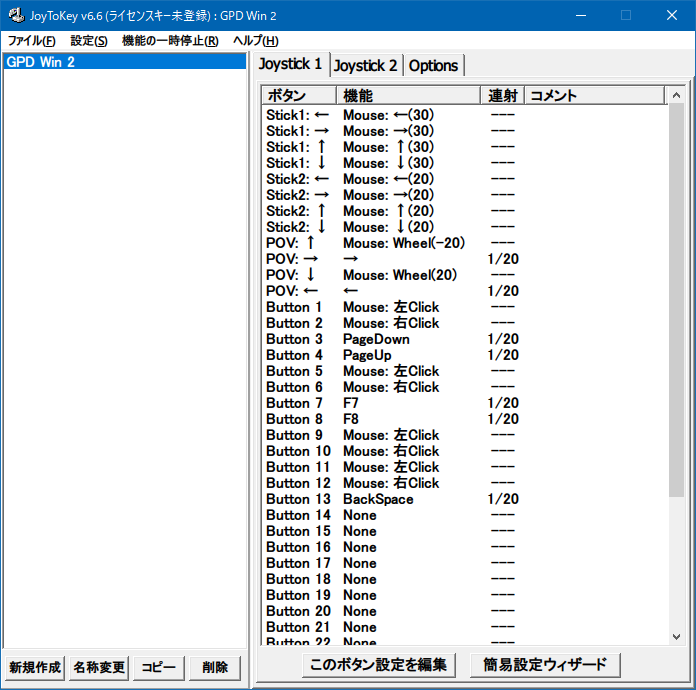 JoyToKey v6.6 (ライセンスキー未登録) : GPD Win 2
ファイル(F) 設定(S) 機能の一時停止(R) ヘルプ(H)
GPD Win 2
Joystick 1 Joystick 2 Options
ボタン 機能 連射 コメント
Stick1: ← Mouse: ←(30) ---
Stick1: → Mouse: →(30) ---
Stick1: ↑ Mouse: ↑(30) ---
Stick1: ↓ Mouse: ↓(30) ---
Stick2: ← Mouse: ←(20) ---
Stick2: → Mouse: →(20) ---
Stick2: ↑ Mouse: ↑(20) ---
Stick2: ↓ Mouse: ↓(20) ---
POV: ↑ Mouse: Wheel(-20) ---
POV: → → 1/20
POV: ↓ Mouse: Wheel(20) ---
POV: ← ← 1/20
Button 1 Mouse: 左Click ---
Button 2 Mouse: 右Click ---
Button 3 PageDown 1/20
Button 4 PageUp 1/20
Button 5 Mouse: 左Click ---
Button 6 Mouse: 右Click ---
Button 7 F7 1/20
Button 8 F8 1/20
Button 9 Mouse: 左Click ---
Button 10 Mouse: 右Click ---
Button 11 Mouse: 左Click ---
Button 12 Mouse: 右Click ---
Button 13 BackSpace 1/20
Button 14 None ---
Button 15 None ---
Button 16 None ---
Button 17 None ---
Button 18 None ---
Button 19 None ---
Button 20 None ---
Button 21 None ---
Button 22 None ---
新規作成 名称変更 コピー 削除
このボタン設定を編集 簡易設定ウィザード